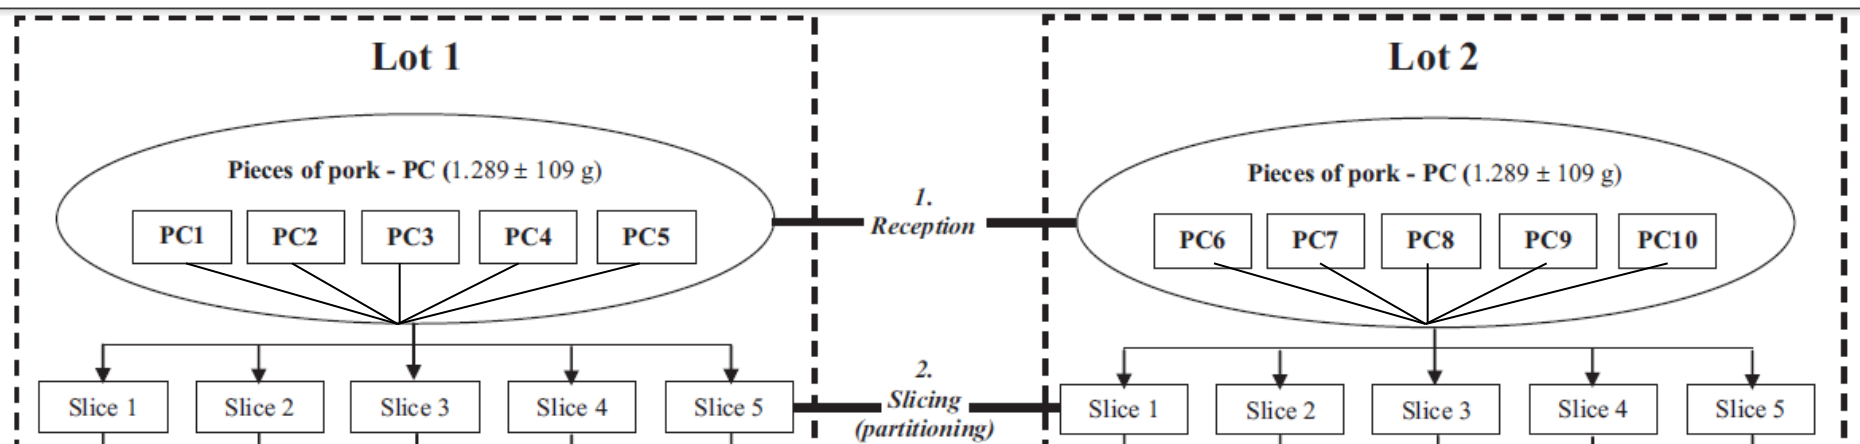 Lot 1
Pieces of pork - PC (1.289 ± 109 g)
PC1 PC2 PC3 PC4 PC5
Slice 1 Slice 2 Slice 3 Slice 4 Slice 5
1.
Reception
2.
Slicing
(partitioning)
Lot 2
Pieces of pork - PC (1.289 ± 109 g)
PC6 PC7 PC8 PC9 PC10
Slice 1 Slice 2 Slice 3 Slice 4 Slice 5